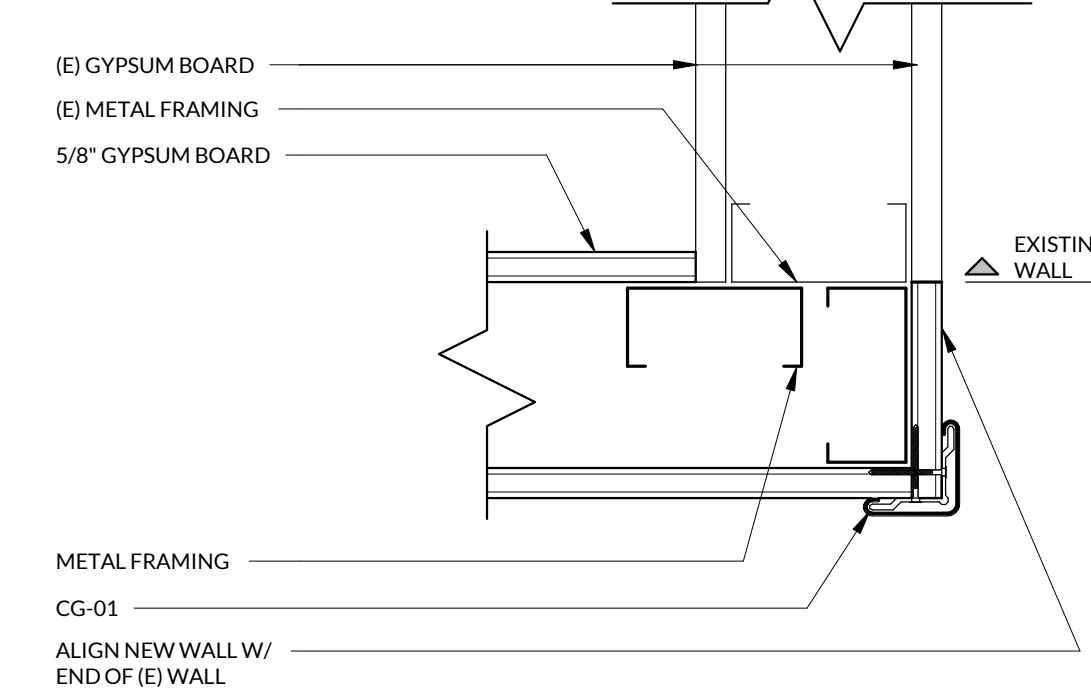 (E) GYPSUM BOARD
(E) METAL FRAMING
5/8" GYPSUM BOARD
EXISTIN
WALL
METAL FRAMING
CG-01
ALIGN NEW WALL W/
END OF (E) WALL